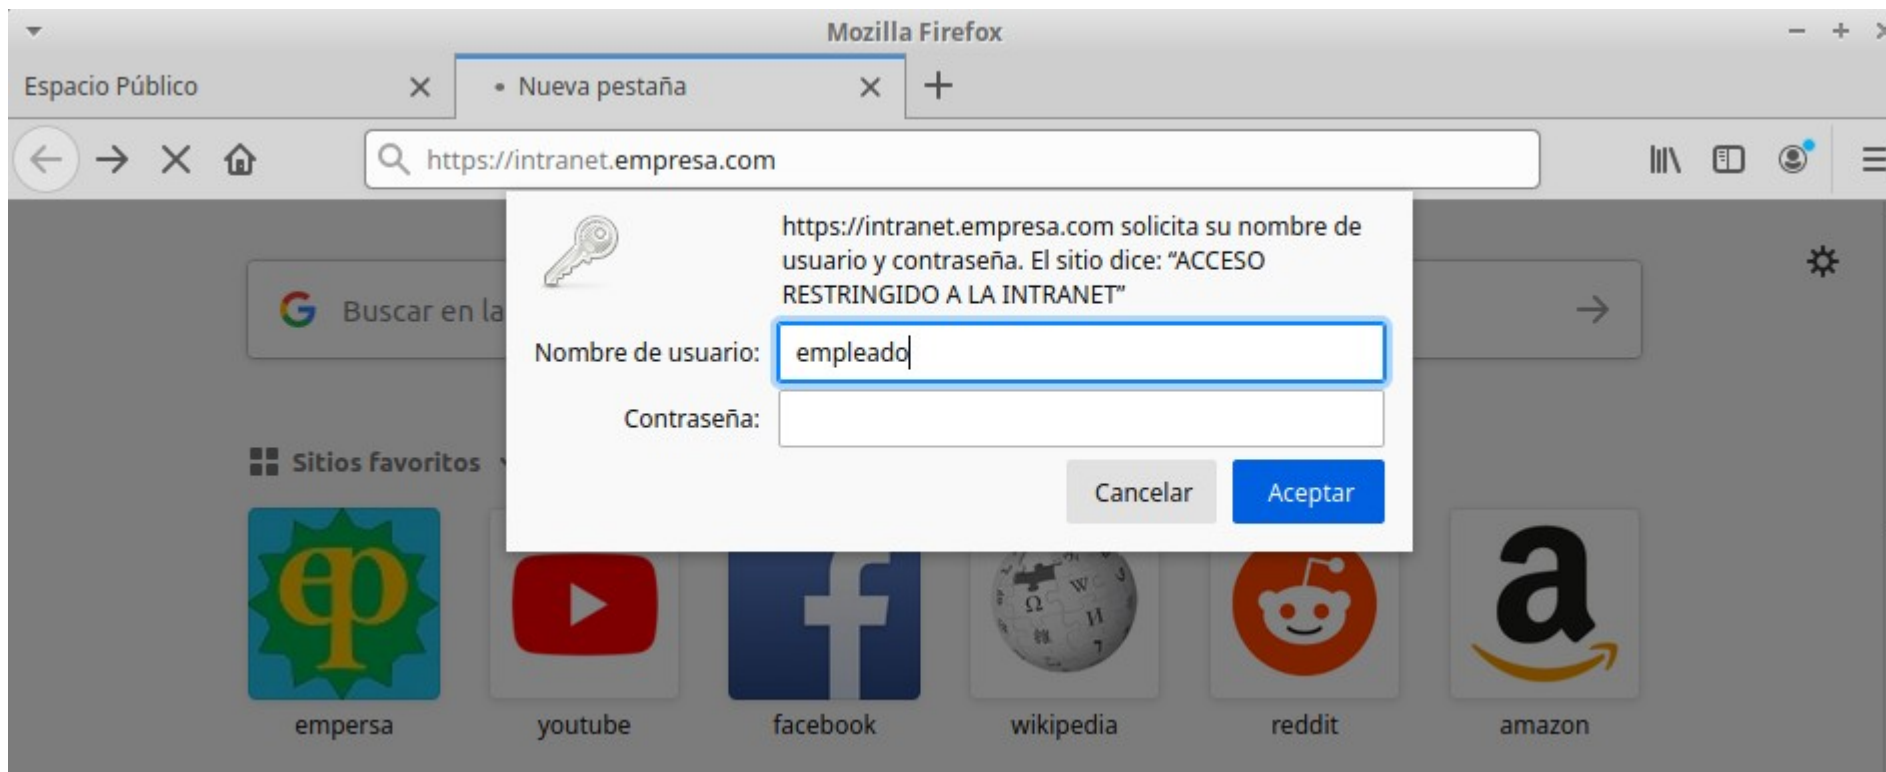 Mozilla Firefox
Espacio Público
Nueva pestaña
https://intranet.empresa.com
https://intranet.empresa.com solicita su nombre de
usuario y contraseña. El sitio dice: “ACCESO
RESTRINGIDO A LA INTRANET”
G Buscar en la
Nombre de usuario: empleado
Contraseña:
Sitios favoritos
Cancelar Aceptar
ep
f
Ω W И
a
empersa youtube facebook wikipedia reddit amazon